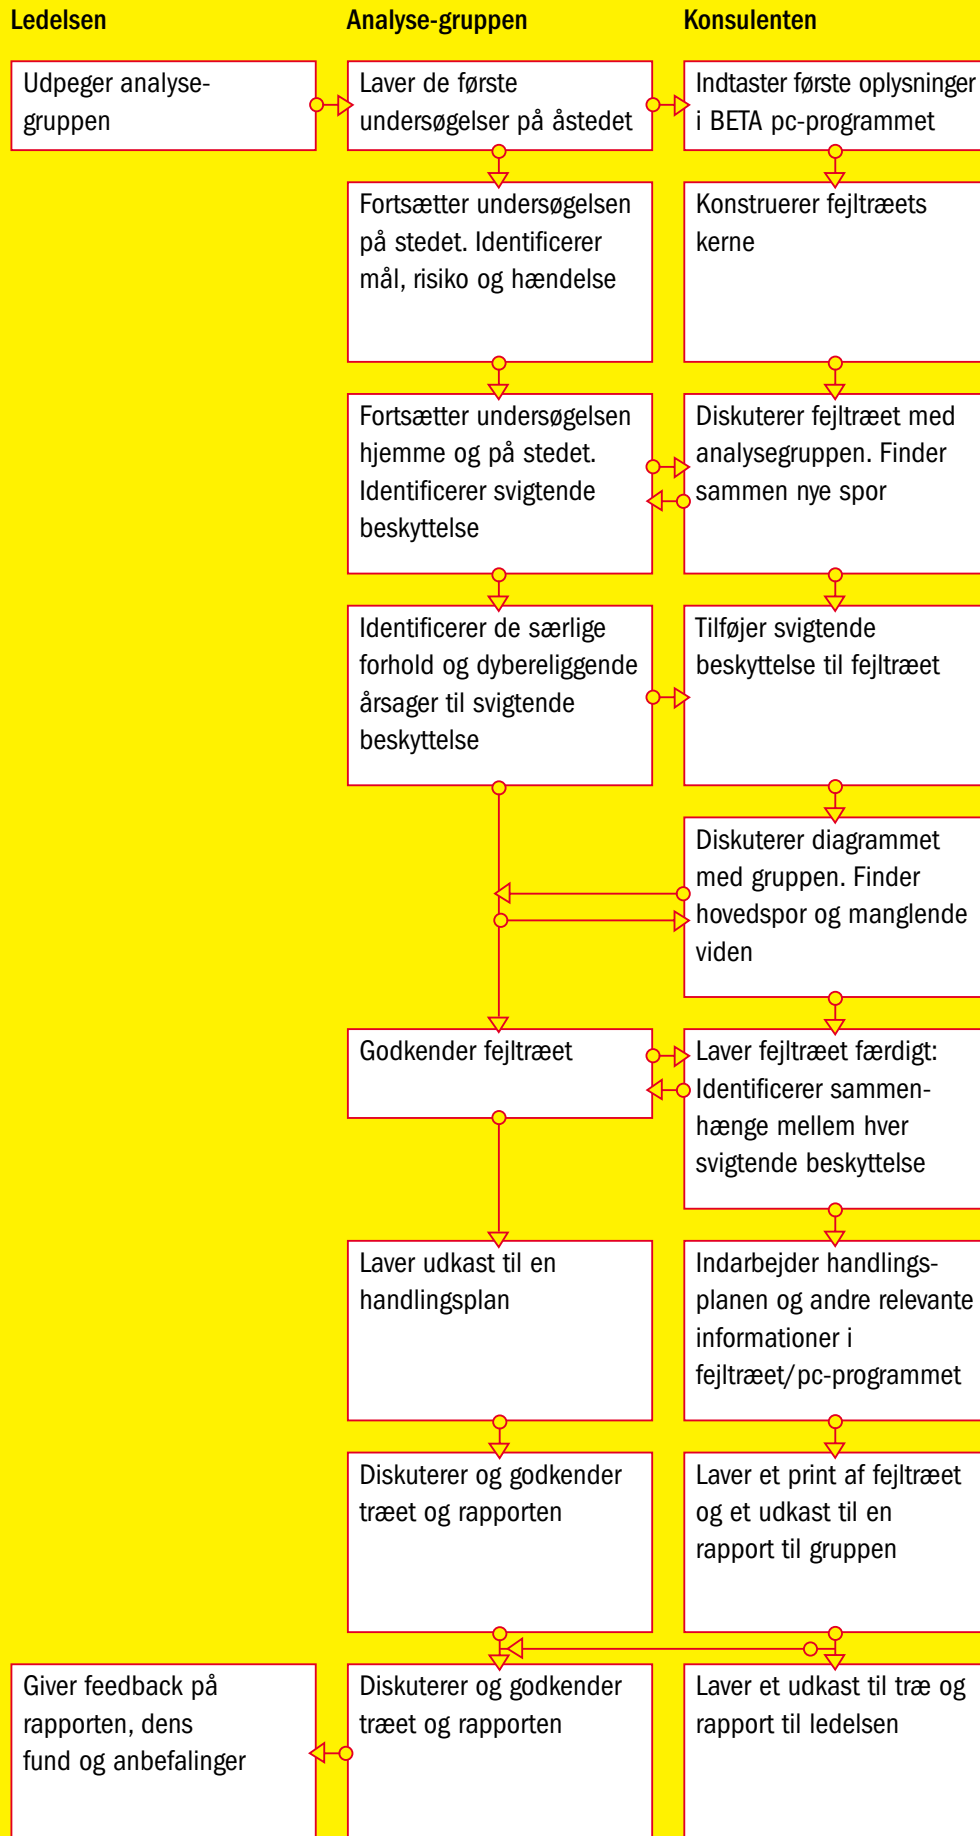 Ledelsen
Analyse-gruppen
Konsulenten
Udpeger analyse-
gruppen
Laver de første
undersøgelser på åstedet
Indtaster første oplysninger
i BETA pc-programmet
Fortsætter undersøgelsen
på stedet. Identificerer
mål, risiko og hændelse
Konstruerer fejltræets
kerne
Fortsætter undersøgelsen
hjemme og på stedet.
Identificerer svigtende
beskyttelse
Diskuterer fejltræet med
analysegruppen. Finder
sammen nye spor
Identificerer de særlige
forhold og dybereliggende
årsager til svigtende
beskyttelse
Tilføjer svigtende
beskyttelse til fejltræet
Diskuterer diagrammet
med gruppen. Finder
hovedspor og manglende
viden
Godkender fejltræet
Laver fejltræet færdigt:
Identificerer sammen-
hænge mellem hver
svigtende beskyttelse
Laver udkast til en
handlingsplan
Indarbejder handlings-
planen og andre relevante
informationer i
fejltræet/pc-programmet
Diskuterer og godkender
træet og rapporten
Laver et print af fejltræet
og et udkast til en
rapport til gruppen
Giver feedback på
rapporten, dens
fund og anbefalinger
Diskuterer og godkender
træet og rapporten
Laver et udkast til træ og
rapport til ledelsen